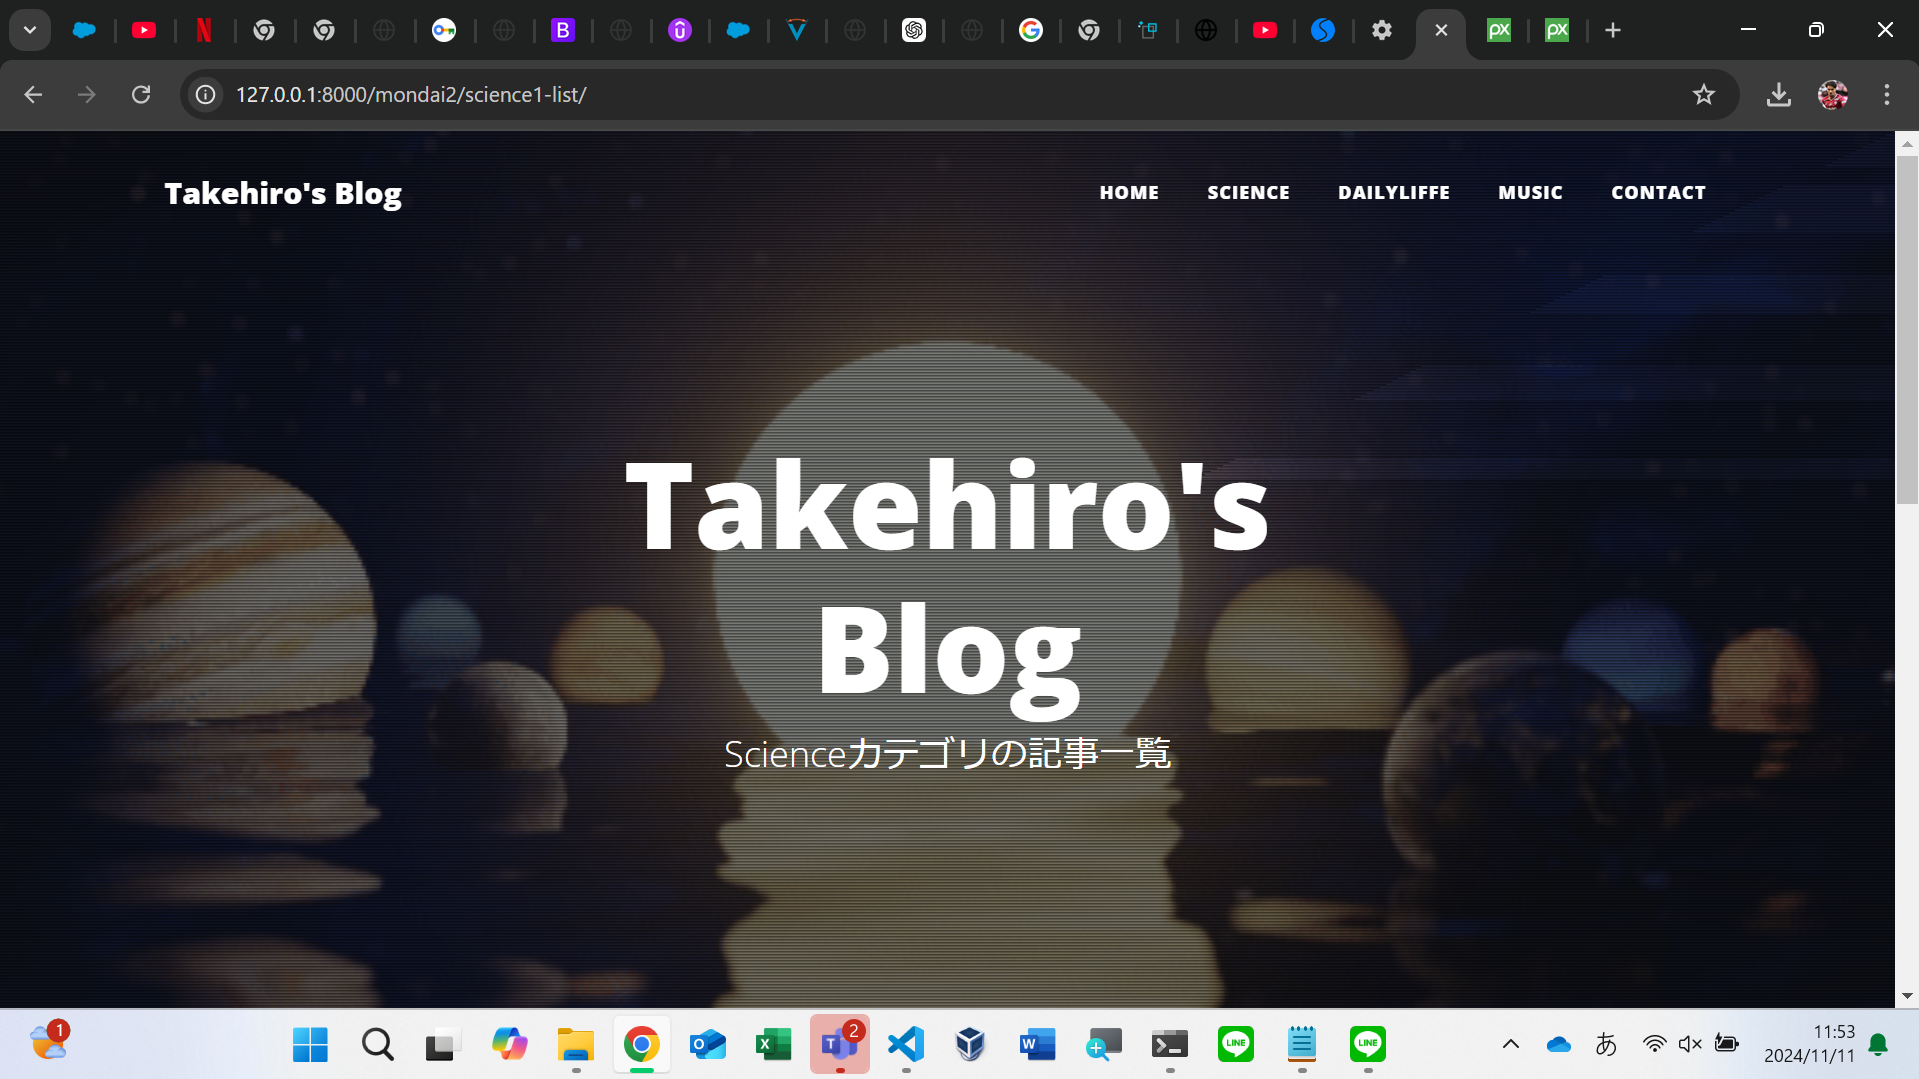 127.0.0.1:8000/mondai2/science1-list/
Takehiro's Blog
HOME
SCIENCE
DAILYLIFFE
MUSIC
CONTACT
Takehiro's
Blog
Scienceカテゴリの記事一覧
1
2
あ
11:53
2024/11/11